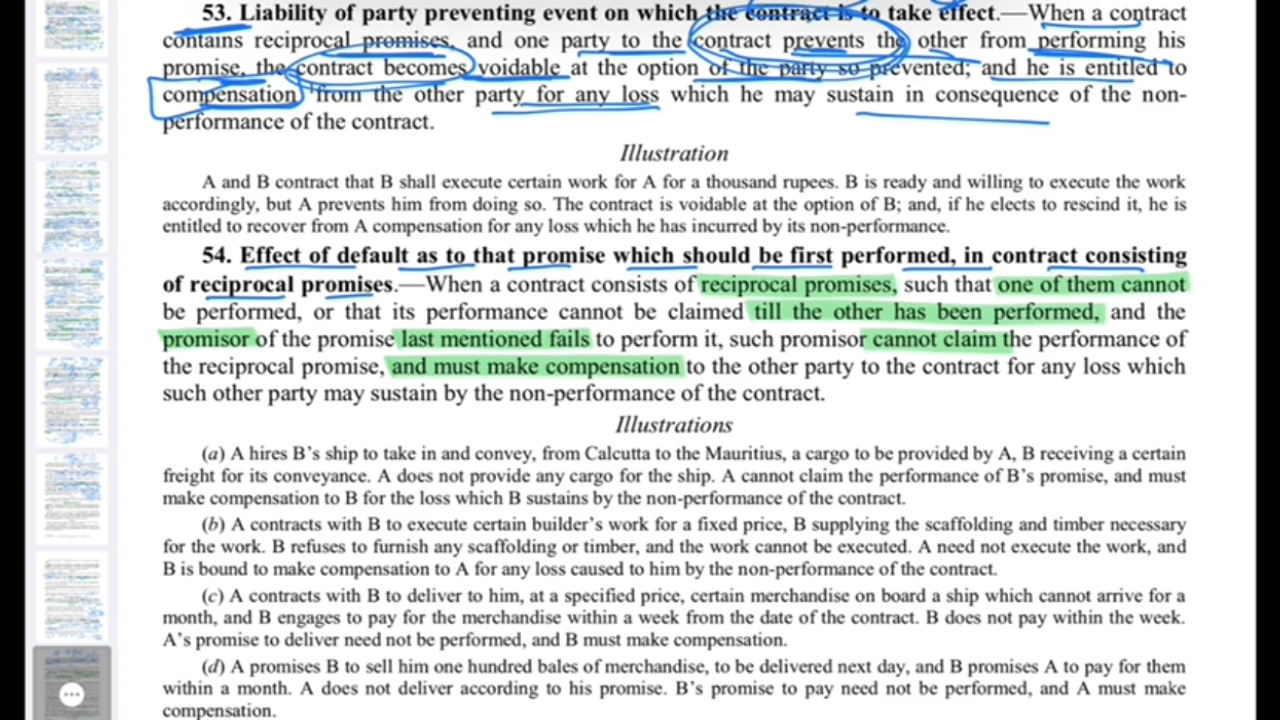 53. Liability of party preventing event on which the contract is to take effect.—When a contract
contains reciprocal promises, and one party to the contract prevents the other from performing his
promise, the contract becomes voidable at the option of the party so prevented; and he is entitled to
compensation from the other party for any loss which he may sustain in consequence of the non-
performance of the contract.
Illustration
A and B contract that B shall execute certain work for A for a thousand rupees. B is ready and willing to execute the work
accordingly, but A prevents him from doing so. The contract is voidable at the option of B; and, if he elects to rescind it, he is
entitled to recover from A compensation for any loss which he has incurred by its non-performance.
54. Effect of default as to that promise which should be first performed, in contract consisting
of reciprocal promises.—When a contract consists of reciprocal promises, such that one of them cannot
be performed, or that its performance cannot be claimed till the other has been performed, and the
promisor of the promise last mentioned fails to perform it, such promisor cannot claim the performance of
the reciprocal promise, and must make compensation to the other party to the contract for any loss which
such other party may sustain by the non-performance of the contract.
Illustrations
(a) A hires B’s ship to take in and convey, from Calcutta to the Mauritius, a cargo to be provided by A, B receiving a certain
freight for its conveyance. A does not provide any cargo for the ship. A cannot claim the performance of B’s promise, and must
make compensation to B for the loss which B sustains by the non-performance of the contract.
(b) A contracts with B to execute certain builder’s work for a fixed price, B supplying the scaffolding and timber necessary
for the work. B refuses to furnish any scaffolding or timber, and the work cannot be executed. A need not execute the work, and
B is bound to make compensation to A for any loss caused to him by the non-performance of the contract.
(c) A contracts with B to deliver to him, at a specified price, certain merchandise on board a ship which cannot arrive for a
month, and B engages to pay for the merchandise within a week from the date of the contract. B does not pay within the week.
A’s promise to deliver need not be performed, and B must make compensation.
(d) A promises B to sell him one hundred bales of merchandise, to be delivered next day, and B promises A to pay for them
within a month. A does not deliver according to his promise. B’s promise to pay need not be performed, and A must make
compensation.